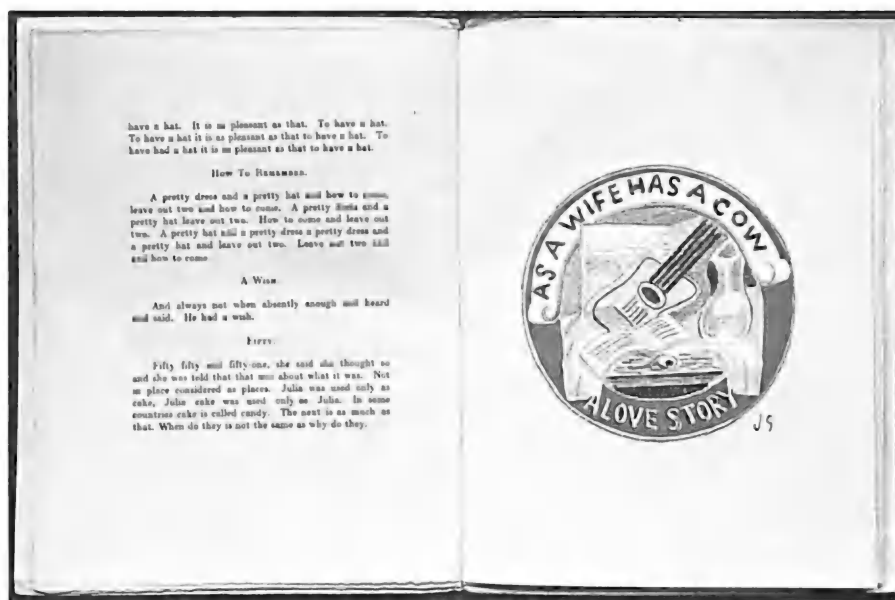 have a hat. It is as pleasant as that. To have a hat.
To have a hat it is as pleasant as that to have a hat. To
have had a hat it is as pleasant as that to have a hat.
How To Remember.
A pretty dress and a pretty hat and how to come,
leave out two and how to come. A pretty dress and a
pretty hat leave out two. How to come and leave out
two. A pretty hat and a pretty dress a pretty dress and
a pretty hat and leave out two. Leave out two and
and how to come
A Wish.
And always not when absently enough and heard
and said. He had a wish.
Fifty.
Fifty fifty and fifty-one, she said she thought so
and she was told that that was about what it was. Not
in place considered as places. Julia was used only as
cake, Julia cake was used only as Julia. In some
countries cake is called candy. The next is as much as
that. When do they is not the same as why do they.
AS A WIFE HAS A COW
A LOVE STORY
JG